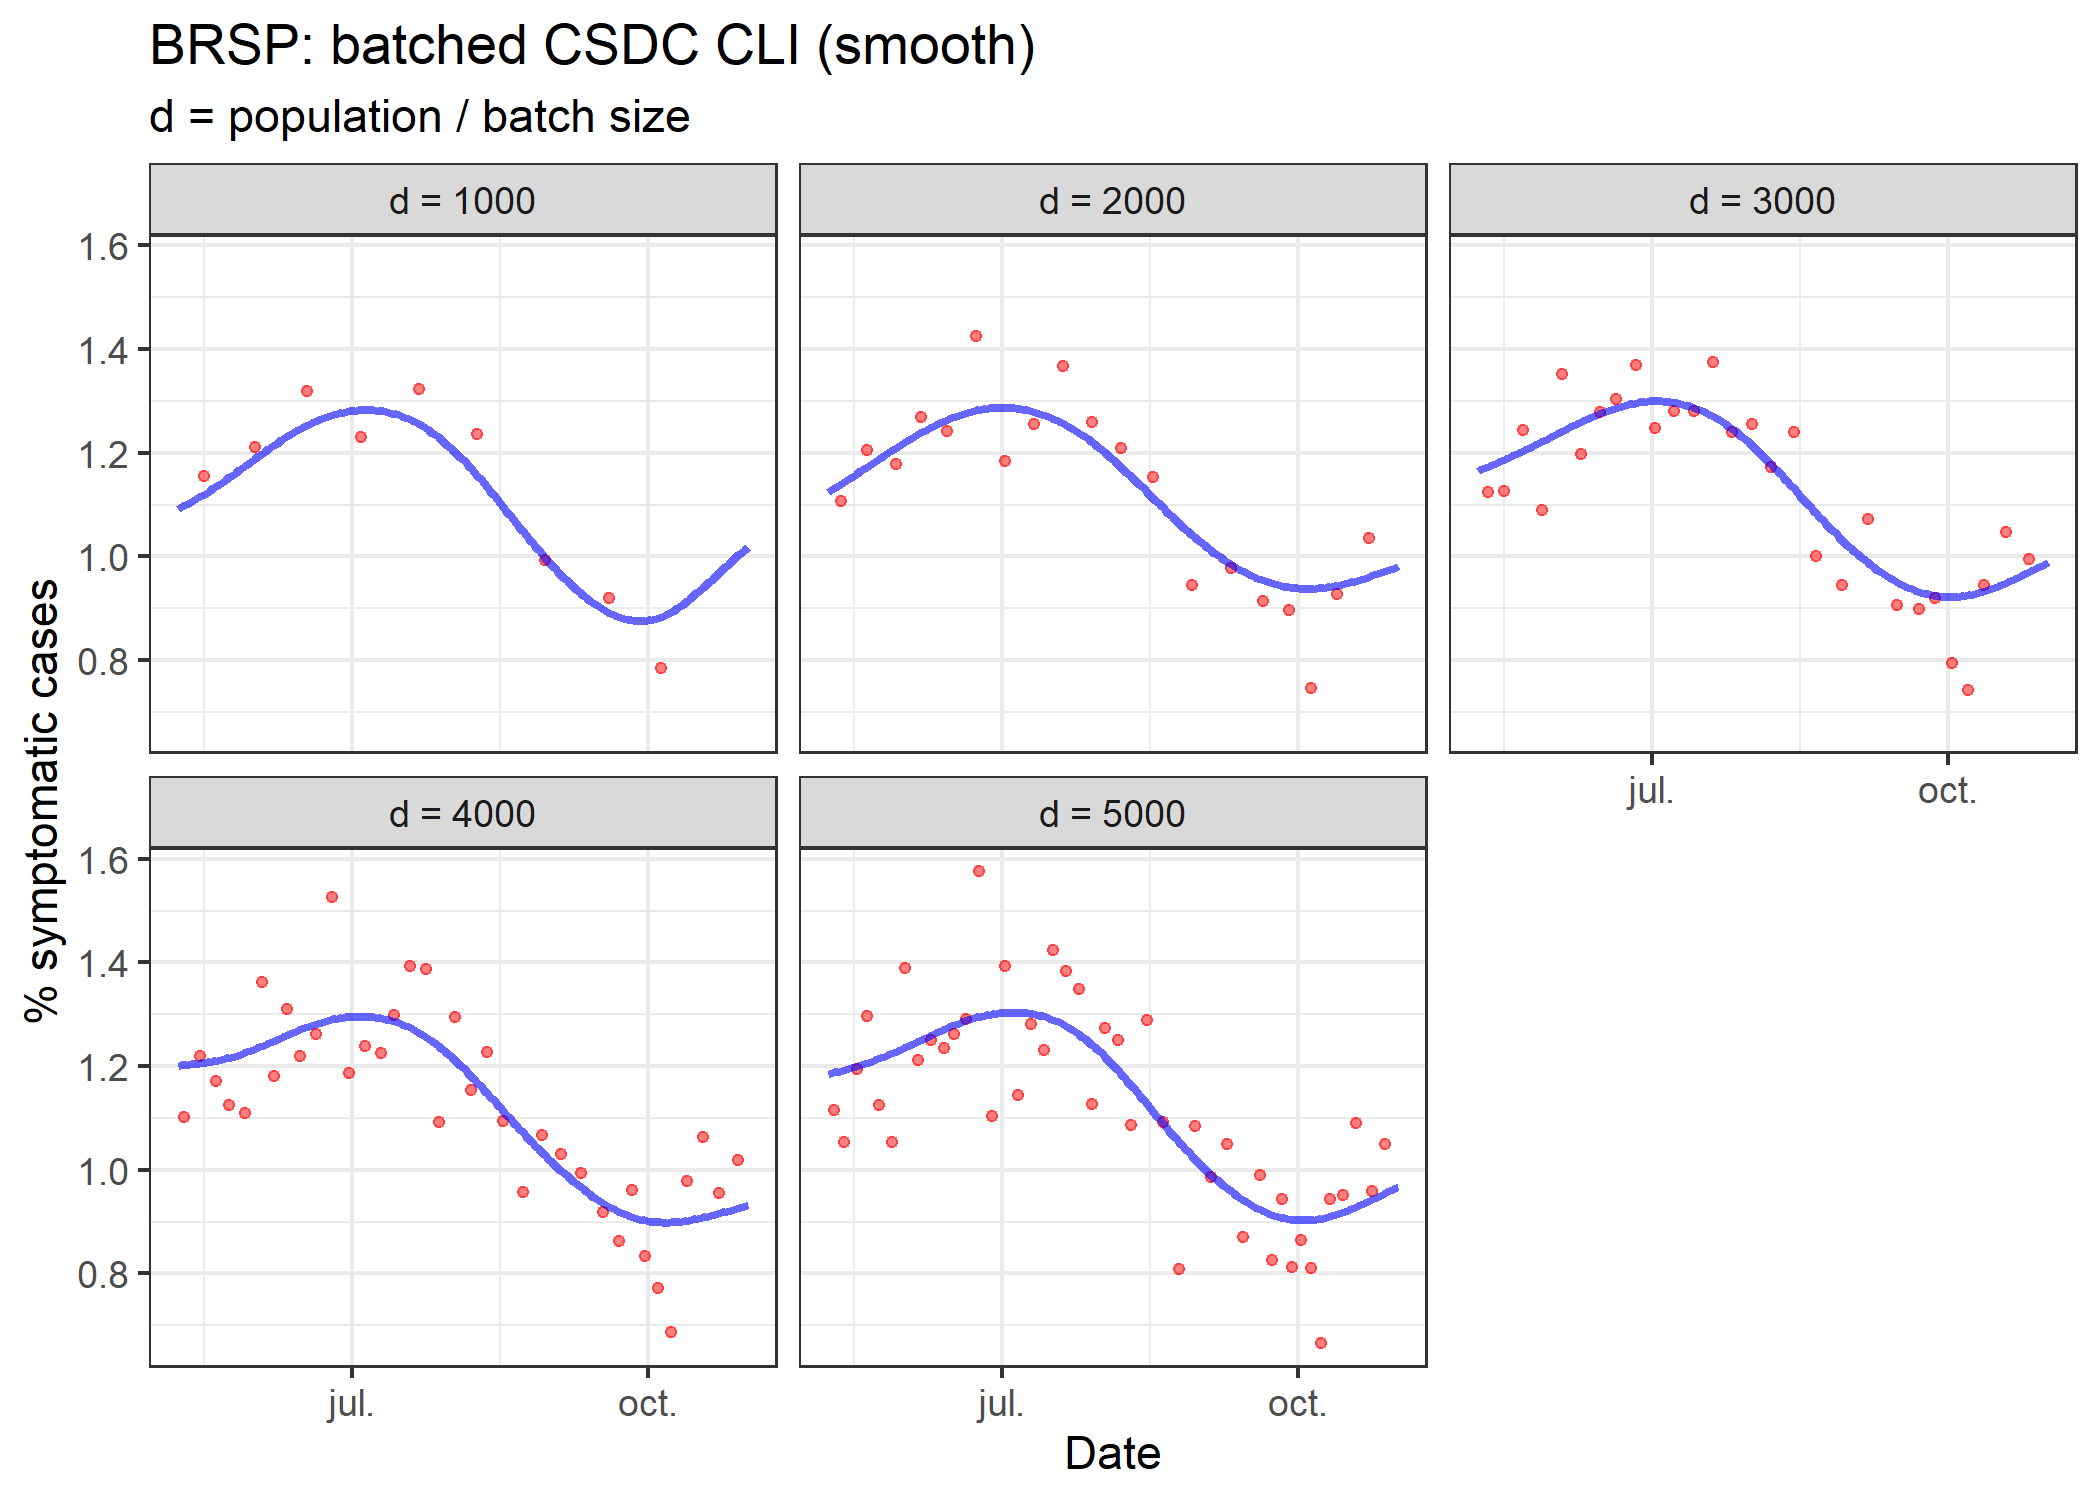 BRSP: batched CSDC CLI (smooth)
d = population / batch size
d = 1000
d = 2000
d = 3000
1.6
1.4
1.2
1.0
0.8
jul.
oct.
d = 4000
d = 5000
1.6
1.4
1.2
1.0
0.8
jul.
oct.
jul.
oct.
% symptomatic cases
Date